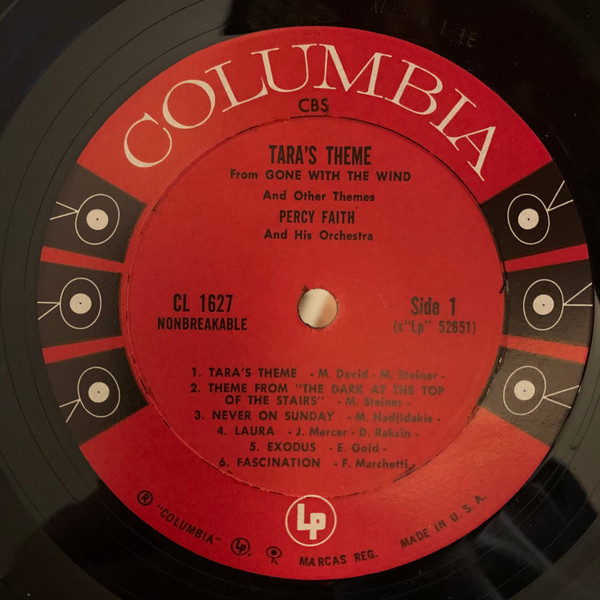 COLUMBIA
CBS
TARA'S THEME
From GONE WITH THE WIND
And Other Themes
PERCY FAITH
And His Orchestra
CL 1627
NONBREAKABLE
Side 1
(x"Lp" 52651)
1. TARA'S THEME - M. David - M. Steiner -
2. THEME FROM "THE DARK AT THE TOP
OF THE STAIRS" - M. Steiner -
3. NEVER ON SUNDAY - M. Hadjidakis -
4. LAURA - J. Mercer - D. Raksin -
5. EXODUS - E. Gold -
6. FASCINATION - F. Marchetti
Lp
® "COLUMBIA" Lp MARCAS REG. MADE IN U.S.A.